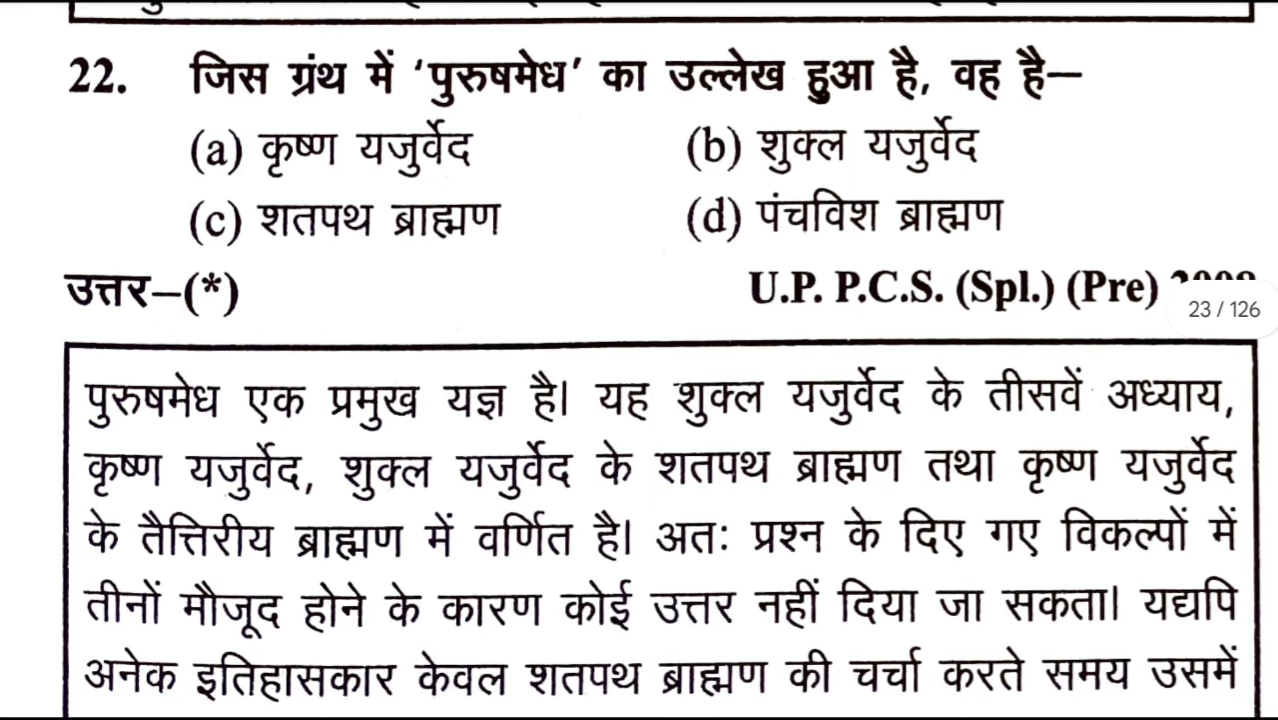 22. जिस ग्रंथ में 'पुरुषमेध' का उल्लेख हुआ है, वह है–
(a) कृष्ण यजुर्वेद (b) शुक्ल यजुर्वेद
(c) शतपथ ब्राह्मण (d) पंचविश ब्राह्मण
उत्तर–(*) U.P. P.C.S. (Spl.) (Pre)
23 / 126
पुरुषमेध एक प्रमुख यज्ञ है। यह शुक्ल यजुर्वेद के तीसवें अध्याय,
कृष्ण यजुर्वेद, शुक्ल यजुर्वेद के शतपथ ब्राह्मण तथा कृष्ण यजुर्वेद
के तैत्तिरीय ब्राह्मण में वर्णित है। अतः प्रश्न के दिए गए विकल्पों में
तीनों मौजूद होने के कारण कोई उत्तर नहीं दिया जा सकता। यद्यपि
अनेक इतिहासकार केवल शतपथ ब्राह्मण की चर्चा करते समय उसमें